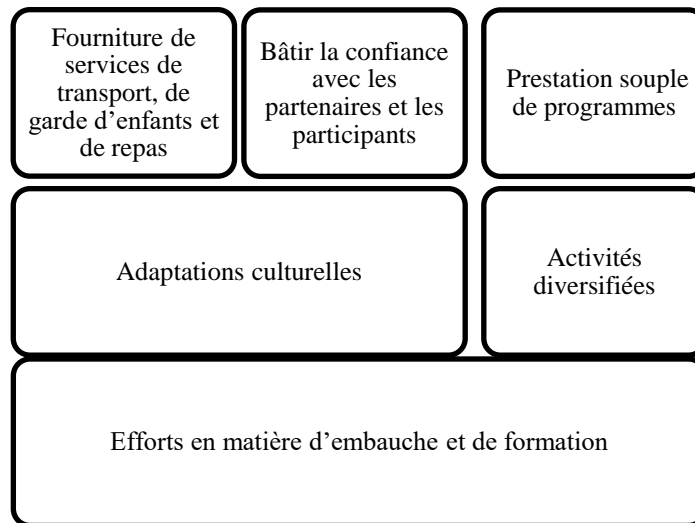 Fourniture de
services de
transport, de
garde d’enfants et
de repas
Bâtir la confiance
avec les
partenaires et les
participants
Prestation souple
de programmes
Adaptations culturelles
Activités
diversifiées
Efforts en matière d’embauche et de formation